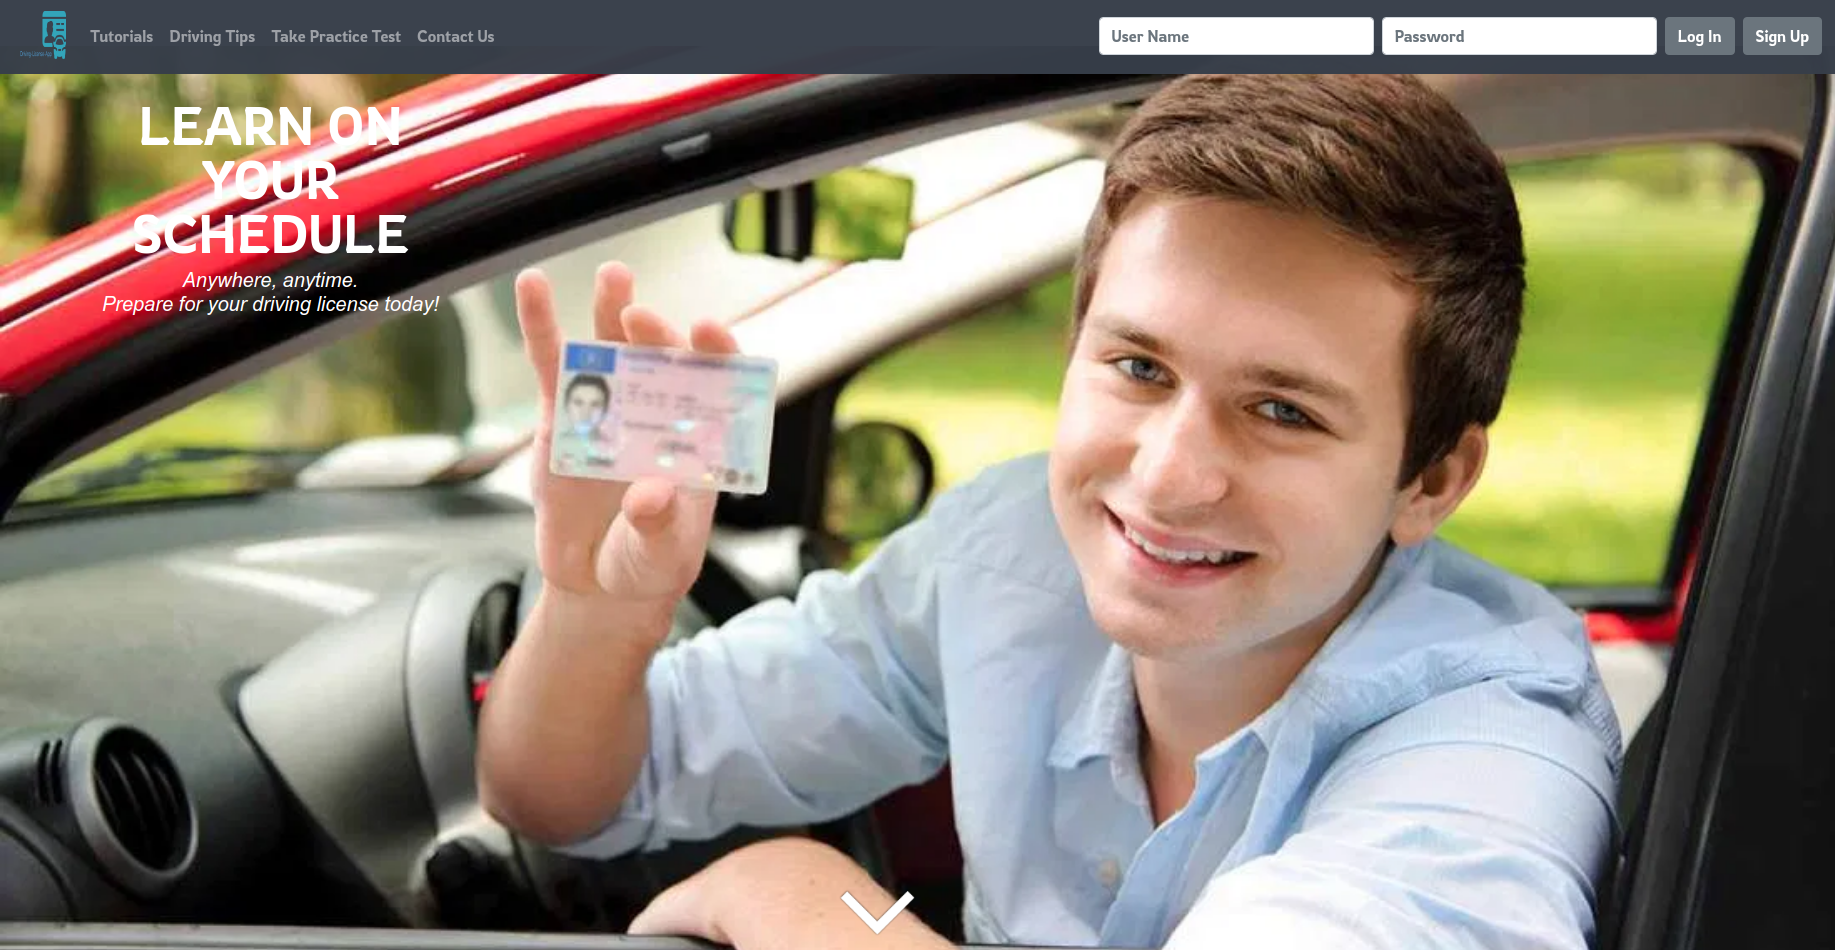 Tutorials
Driving Tips
Take Practice Test
Contact Us
User Name
Password
Log In
Sign Up
LEARN ON
YOUR
SCHEDULE
Anywhere, anytime.
Prepare for your driving license today!